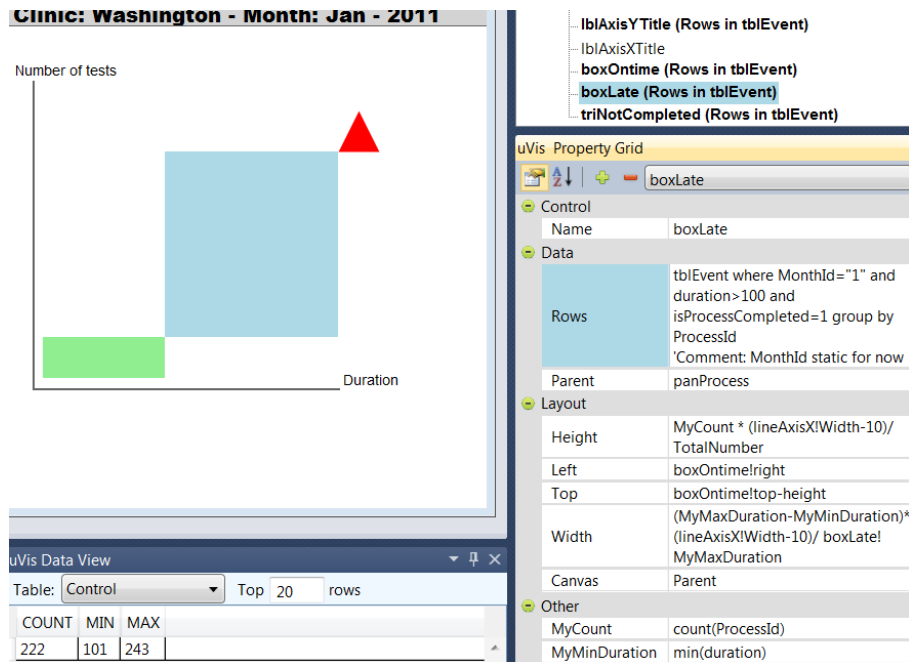 Clinic: Washington - Month: Jan - 2011
Number of tests
Duration
lblAxisYTitle (Rows in tblEvent)
lblAxisXTitle
boxOntime (Rows in tblEvent)
boxLate (Rows in tblEvent)
triNotCompleted (Rows in tblEvent)
uVis Property Grid
boxLate
Control
Name boxLate
Data
Rows tblEvent where MonthId="1" and
duration>100 and
isProcessCompleted=1 group by
ProcessId
'Comment: MonthId static for now
Parent panProcess
Layout
Height MyCount * (lineAxisX!Width-10)/
TotalNumber
Left boxOntime!right
Top boxOntime!top-height
Width (MyMaxDuration-MyMinDuration)*
(lineAxisX!Width-10)/ boxLate!
MyMaxDuration
Canvas Parent
Other
MyCount count(ProcessId)
MyMinDuration min(duration)
uVis Data View
Table: Control Top 20 rows
COUNT MIN MAX
222 101 243